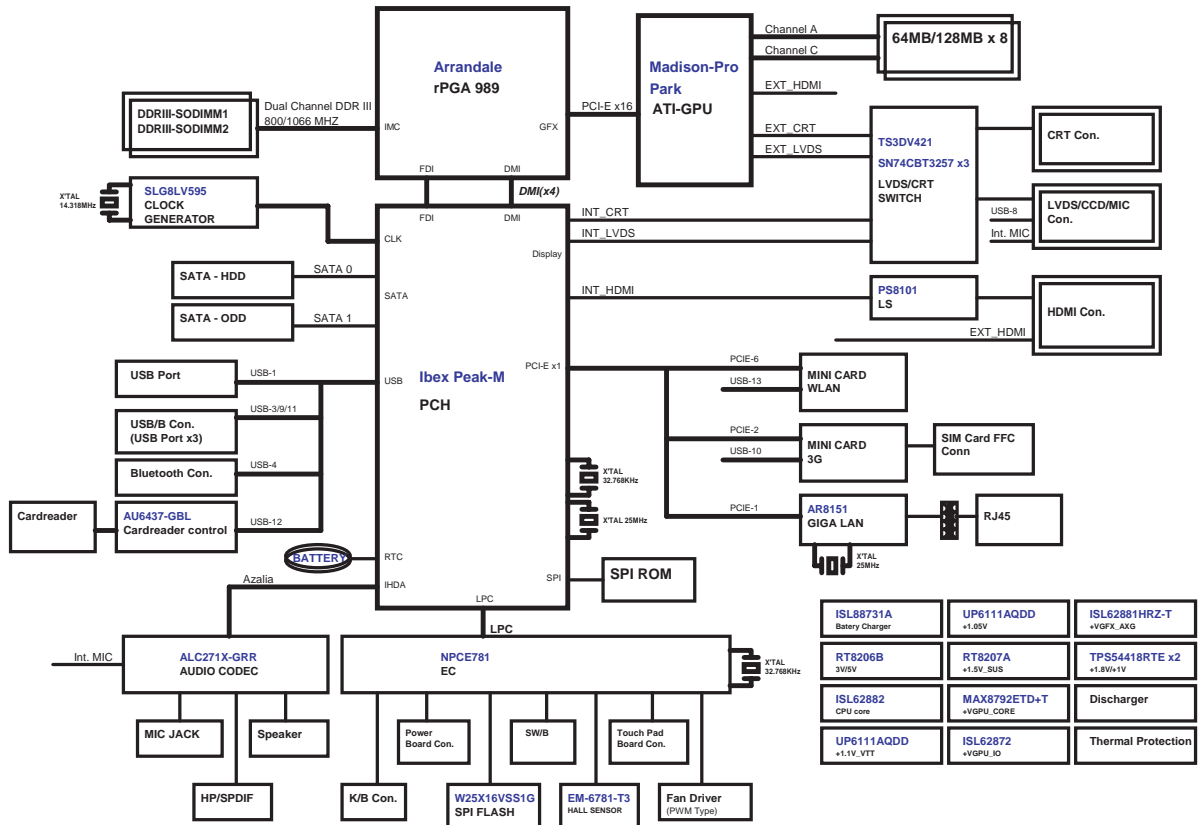 Channel A
Channel C
64MB/128MB x 8
Arrandale
rPGA 989
Madison-Pro
Park
ATI-GPU
EXT_HDMI
DDRIII-SODIMM1
DDRIII-SODIMM2
Dual Channel DDR III
800/1066 MHZ
IMC
GFX
PCI-E x16
EXT_CRT
EXT_LVDS
TS3DV421
SN74CBT3257 x3
LVDS/CRT
SWITCH
CRT Con.
FDI
DMI
DMI(x4)
X'TAL
14.318MHz
SLG8LV595
CLOCK
GENERATOR
FDI
DMI
INT_CRT
INT_LVDS
USB-8
Int. MIC
LVDS/CCD/MIC
Con.
CLK
Display
SATA - HDD
SATA 0
SATA
INT_HDMI
PS8101
LS
HDMI Con.
SATA - ODD
SATA 1
EXT_HDMI
USB Port
USB-1
USB
Ibex Peak-M
PCH
PCI-E x1
PCIE-6
USB-13
MINI CARD
WLAN
USB/B Con.
(USB Port x3)
USB-3/9/11
PCIE-2
USB-10
MINI CARD
3G
SIM Card FFC
Conn
Bluetooth Con.
USB-4
X'TAL
32.768KHz
Cardreader
AU6437-GBL
Cardreader control
USB-12
X'TAL 25MHz
PCIE-1
AR8151
GIGA LAN
RJ45
X'TAL
25MHz
BATTERY
RTC
Azalia
IHDA
SPI
SPI ROM
LPC
LPC
Int. MIC
ALC271X-GRR
AUDIO CODEC
NPCE781
EC
X'TAL
32.768KHz
MIC JACK
Speaker
Power
Board Con.
SW/B
Touch Pad
Board Con.
HP/SPDIF
K/B Con.
W25X16VSS1G
SPI FLASH
EM-6781-T3
HALL SENSOR
Fan Driver
(PWM Type)
ISL88731A
Batery Charger
UP6111AQDD
+1.05V
ISL62881HRZ-T
+VGFX_AXG
RT8206B
3V/5V
RT8207A
+1.5V_SUS
TPS54418RTE x2
+1.8V/+1V
ISL62882
CPU core
MAX8792ETD+T
+VGPU_CORE
Discharger
UP6111AQDD
+1.1V_VTT
ISL62872
+VGPU_IO
Thermal Protection